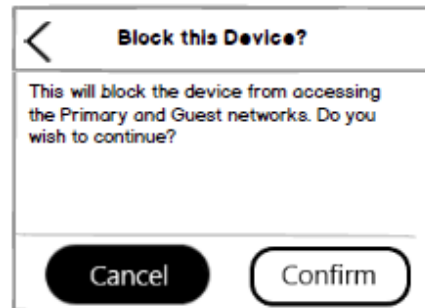 Block this Device?
This will block the device from accessing
the Primary and Guest networks. Do you
wish to continue?
Cancel
Confirm